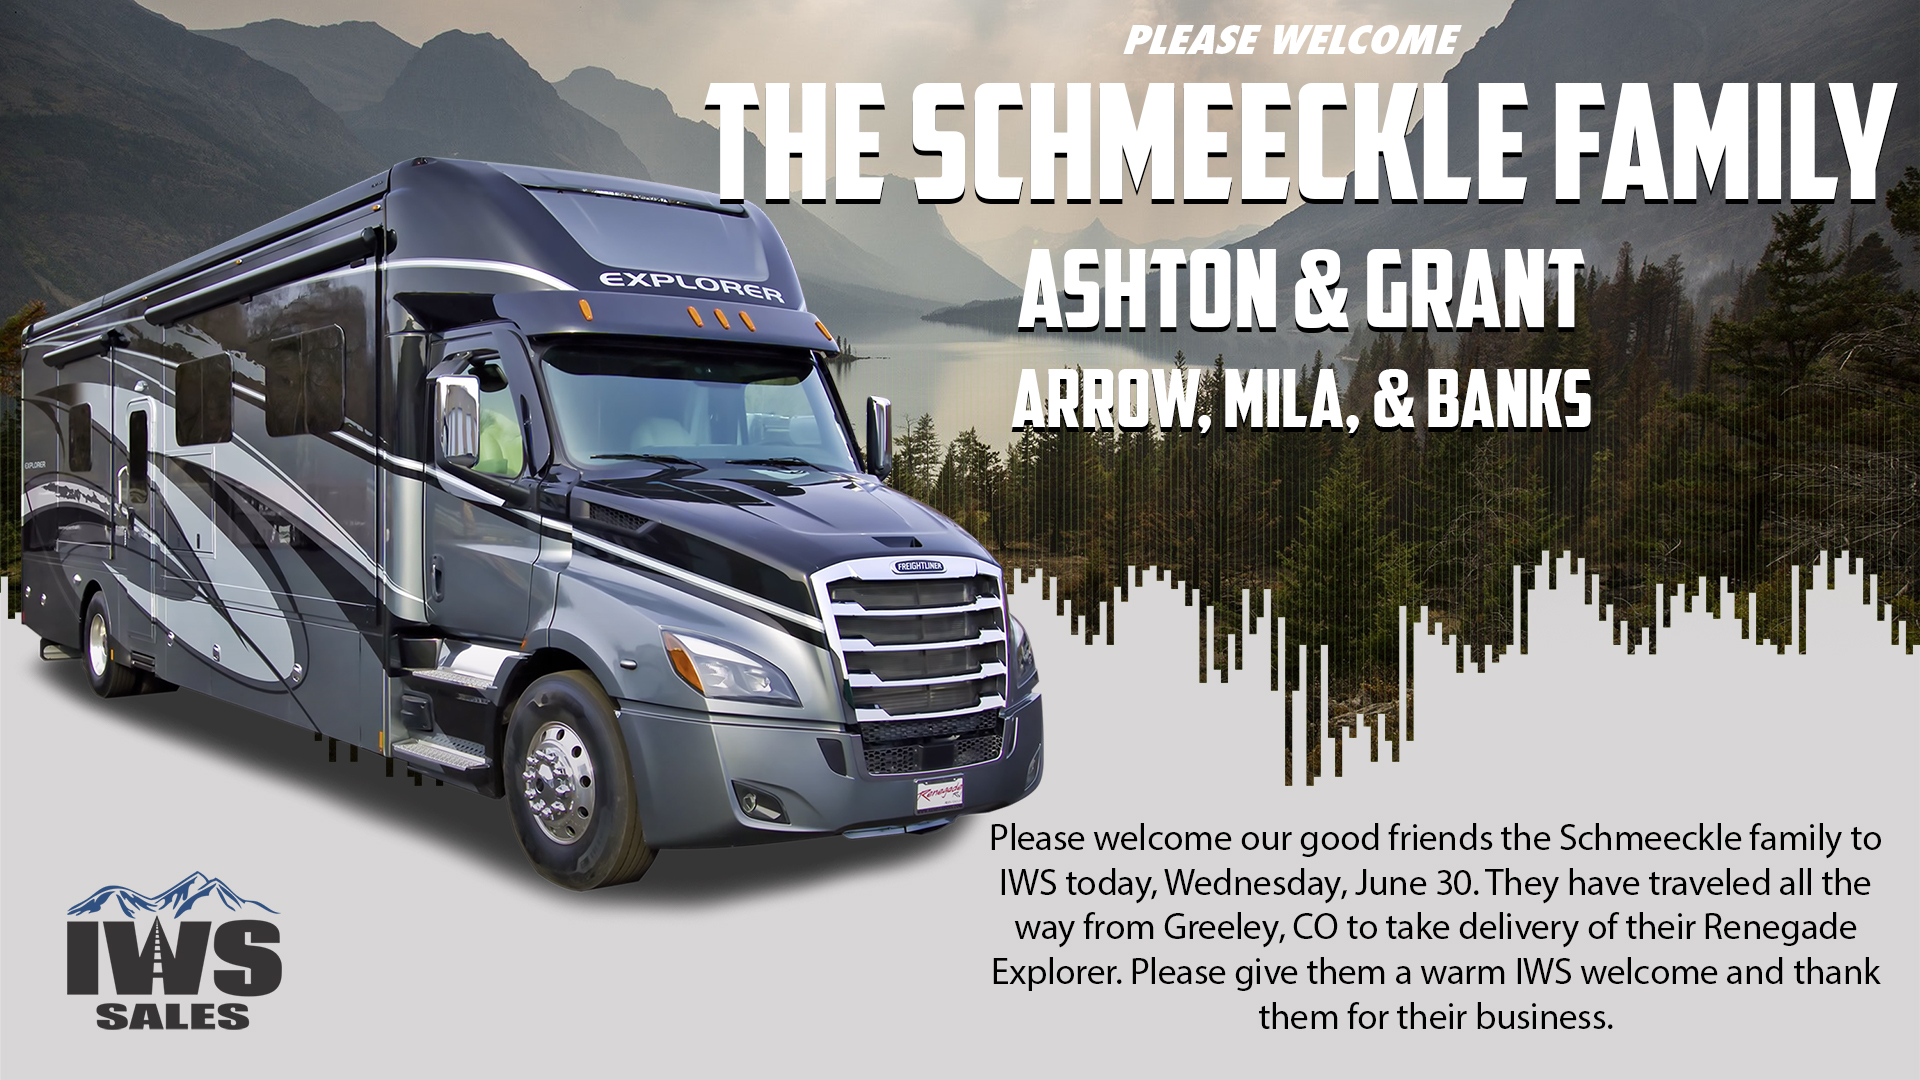 PLEASE WELCOME
THE SCHMEECKLE FAMILY
ASHTON & GRANT
ARROW, MILA, & BANKS
EXPLORER
EXPLORER
FREIGHTLINER
Renegade
Please welcome our good friends the Schmeeckle family to
IWS today, Wednesday, June 30. They have traveled all the
way from Greeley, CO to take delivery of their Renegade
Explorer. Please give them a warm IWS welcome and thank
them for their business.
IWS
SALES